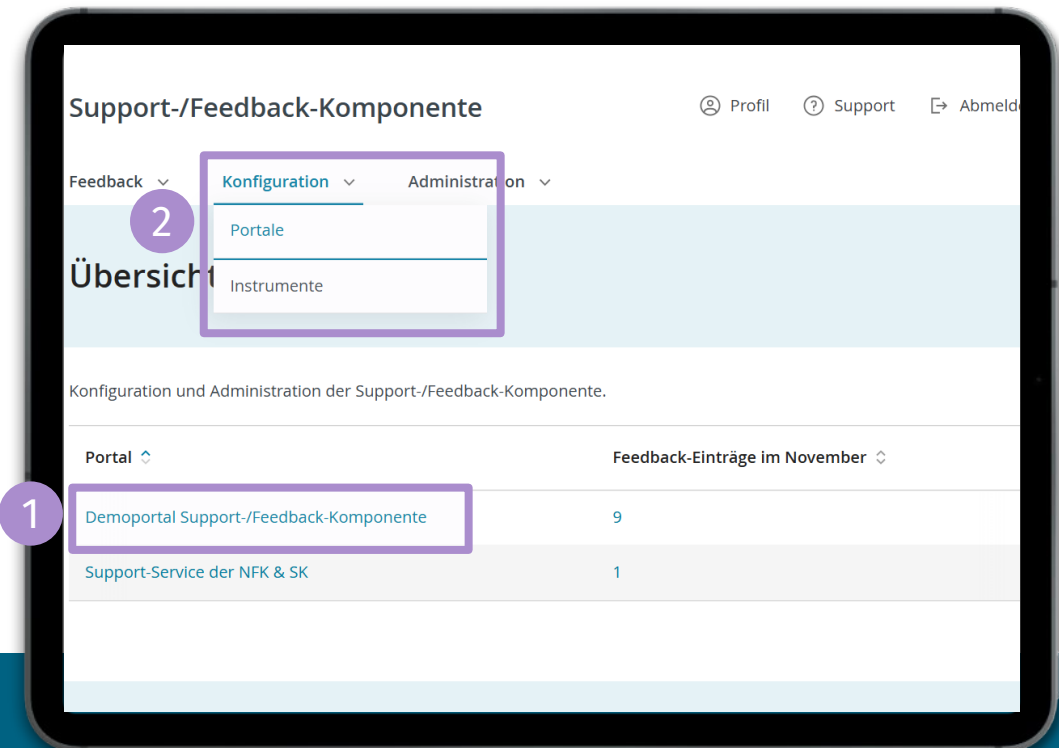 Support-/Feedback-Komponente
Profil
Support
Feedback
Konfiguration
Administration
2
Portale
Instrumente
Konfiguration und Administration der Support-/Feedback-Komponente.
Portal
Feedback-Einträge im November
1
Demoportal Support-/Feedback-Komponente
9
Support-Service der NFK & SK
1